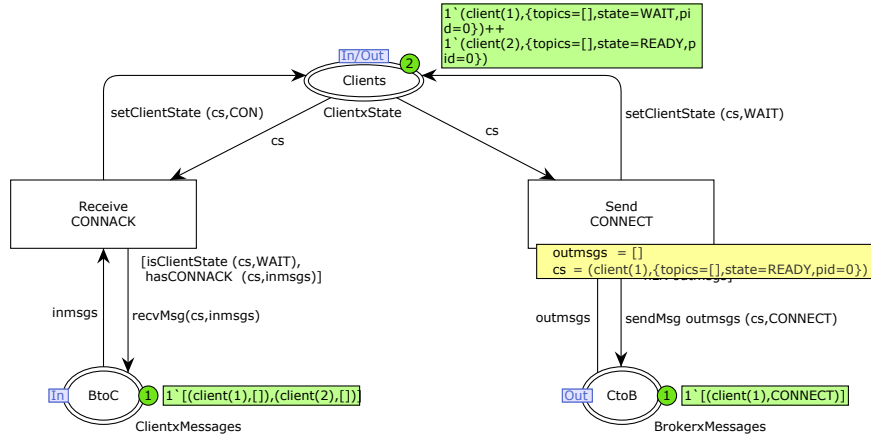 1`(client(1),{topics=[],state=WAIT,pi
d=0})++
1`(client(2),{topics=[],state=READY,p
id=0})
In/Out
2
Clients
ClientxState
setClientState (cs,CON)
setClientState (cs,WAIT)
cs
cs
Receive
CONNACK
Send
CONNECT
[isClientState (cs,WAIT),
hasCONNACK (cs,inmsgs)]
outmsgs = []
cs = (client(1),{topics=[],state=READY,pid=0})
inmsgs
recvMsg(cs,inmsgs)
outmsgs
sendMsg outmsgs (cs,CONNECT)
In
BtoC
1
1`[(client(1),[]),(client(2),[])]
ClientxMessages
Out
CtoB
1
1`[(client(1),CONNECT)]
BrokerxMessages